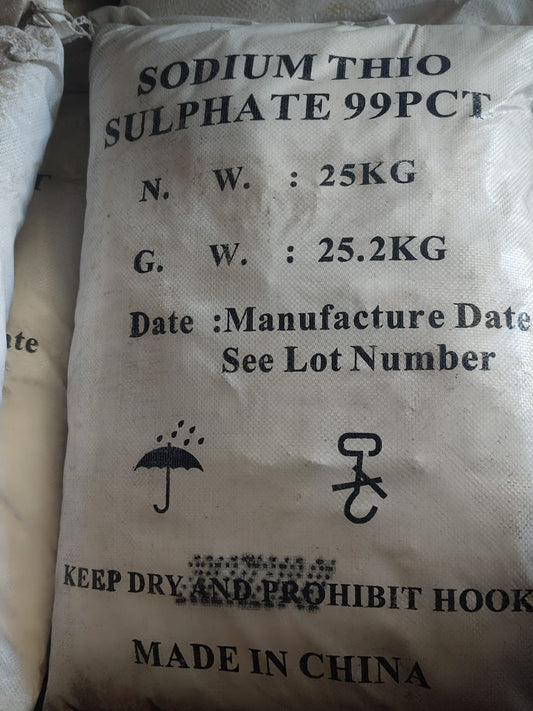 SODIUM THIO
SULPHATE 99PCT
N. W. : 25KG
G. W. : 25.2KG
Date :Manufacture Date
See Lot Number
KEEP DRY AND PROHIBIT HOOK
MADE IN CHINA